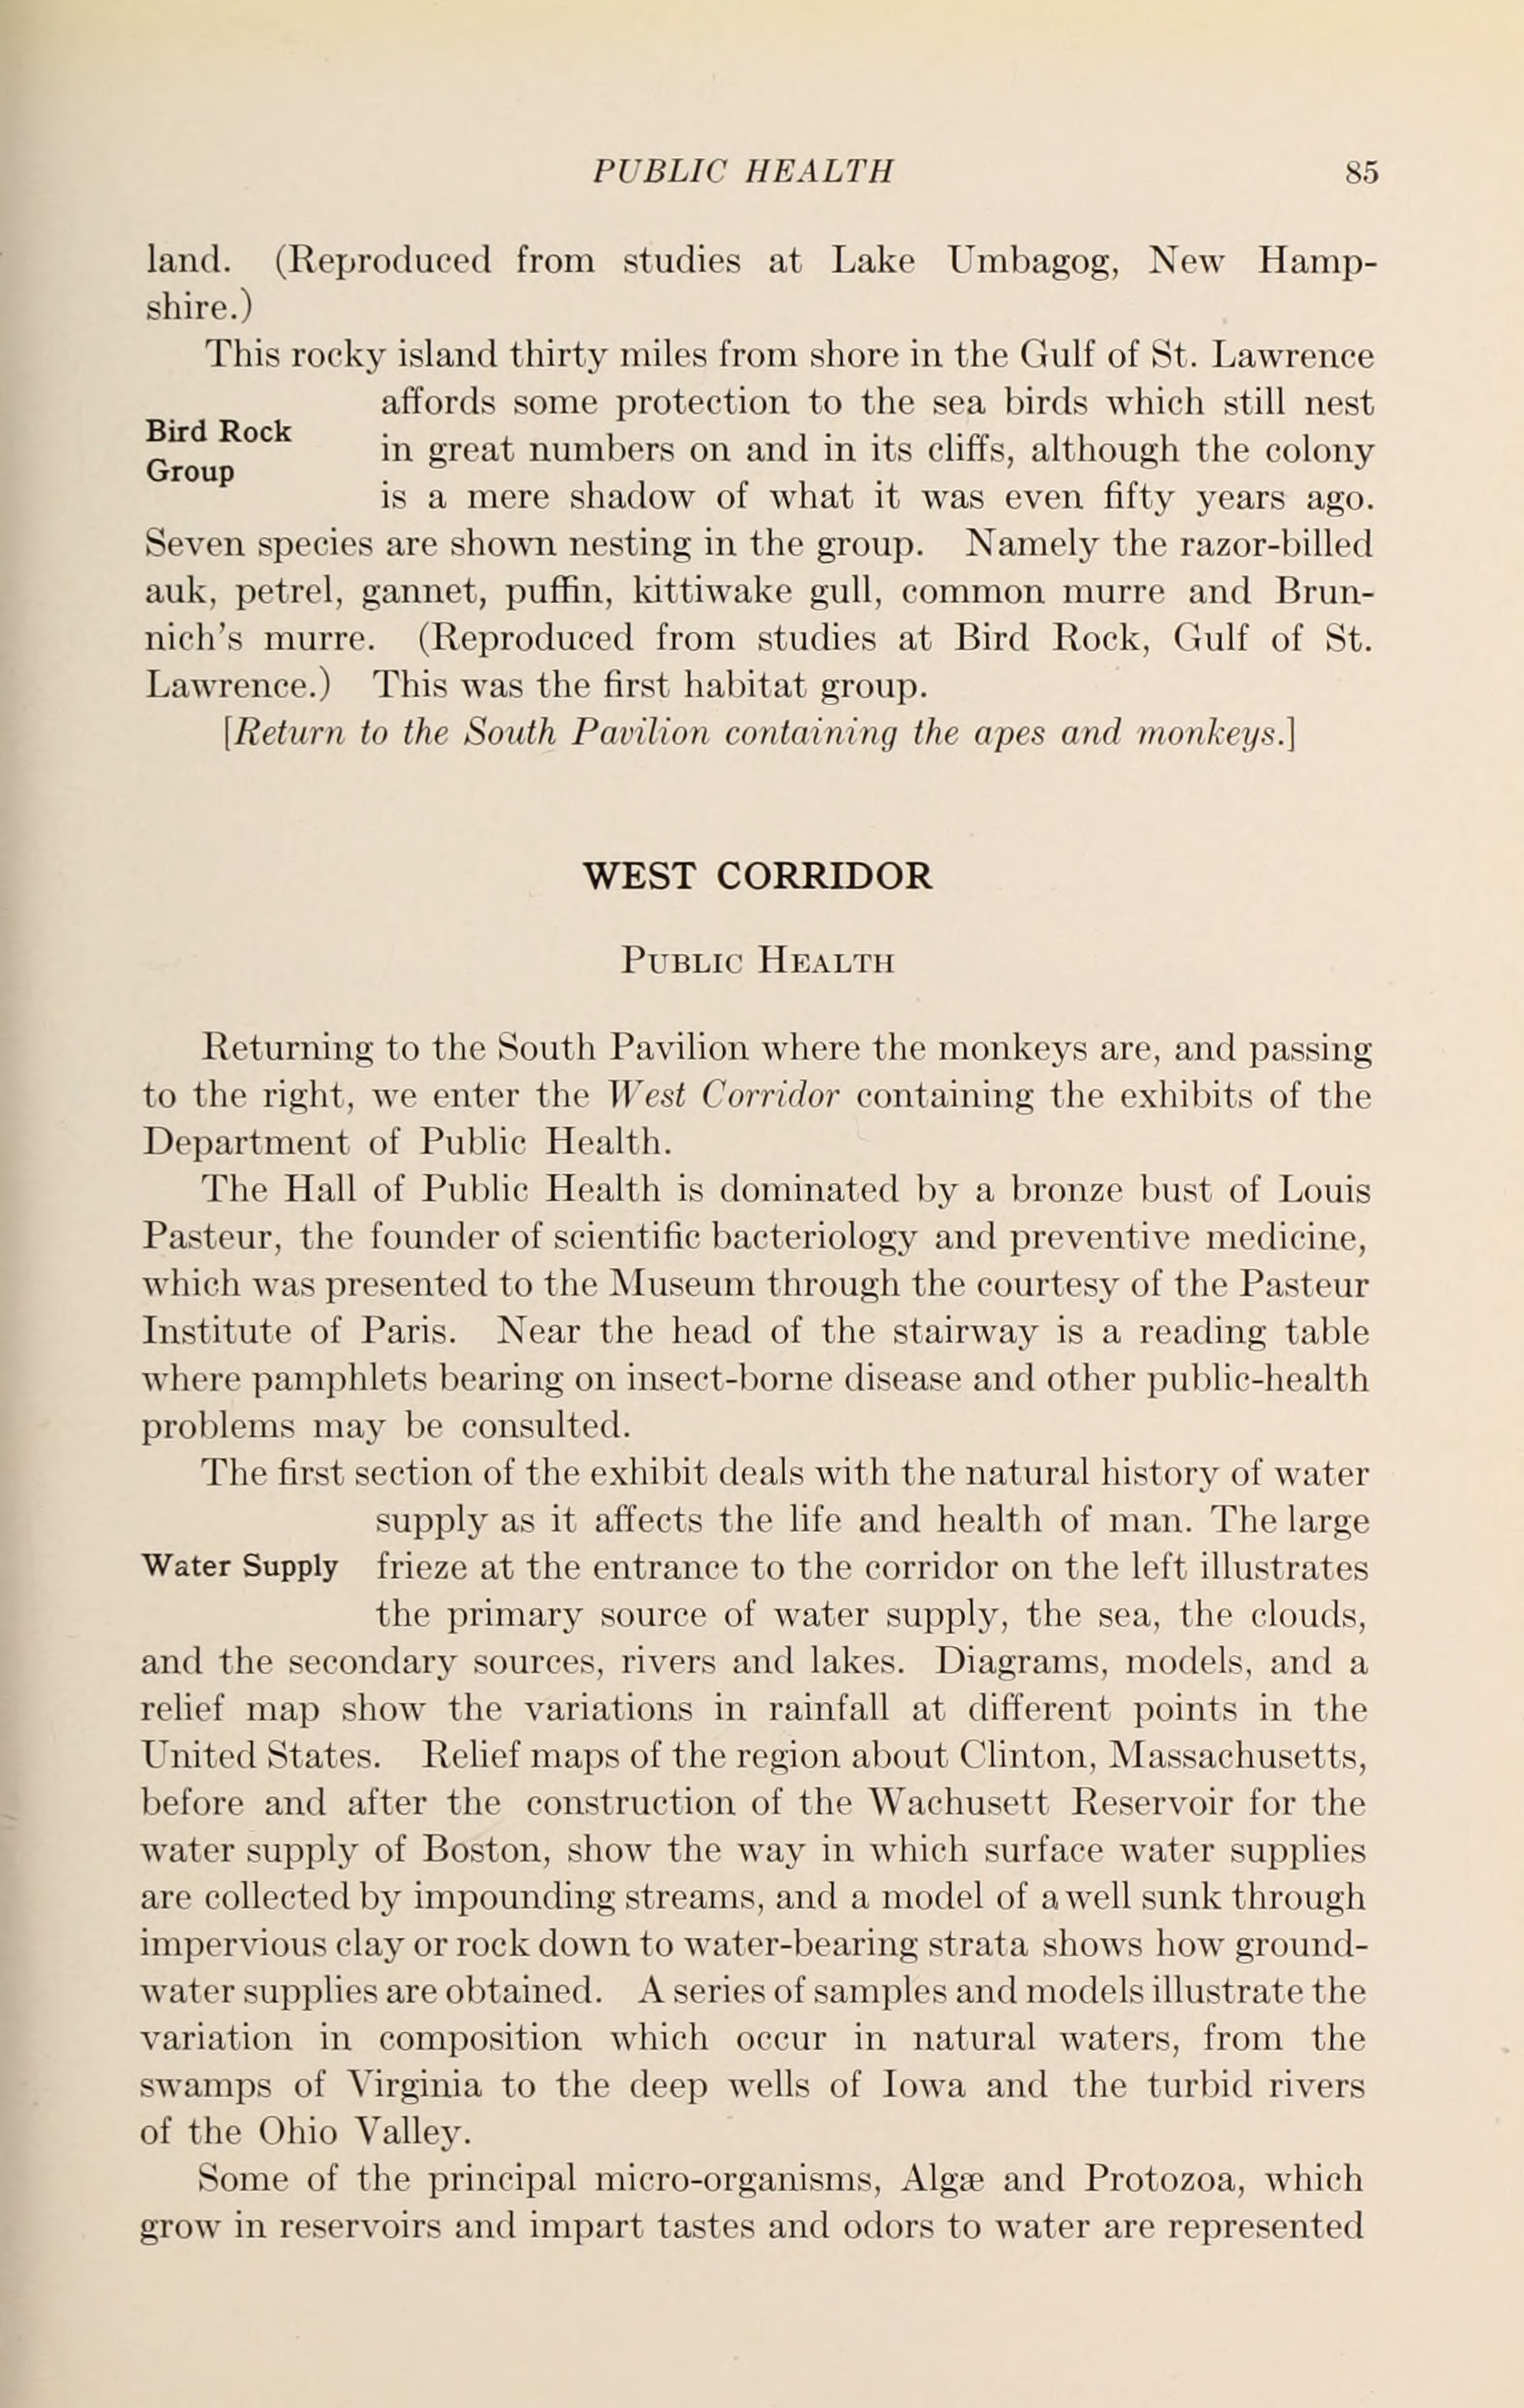 PUBLIC HEALTH 85
land. (Reproduced from studies at Lake Umbagog, New Hamp-
shire.)
This rocky island thirty miles from shore in the Gulf of St. Lawrence
affords some protection to the sea birds which still nest
Bird Rock
in great numbers on and in its cliffs, although the colony
Group
is a mere shadow of what it was even fifty years ago.
Seven species are shown nesting in the group. Namely the razor-billed
auk, petrel, gannet, puffin, kittiwake gull, common murre and Brun-
nich's murre. (Reproduced from studies at Bird Rock, Gulf of St.
Lawrence.) This was the first habitat group.
[Return to the South Pavilion containing the apes and monkeys.]
WEST CORRIDOR
Public Health
Returning to the South Pavilion where the monkeys are, and passing
to the right, we enter the West Corridor containing the exhibits of the
Department of Public Health.
The Hall of Public Health is dominated by a bronze bust of Louis
Pasteur, the founder of scientific bacteriology and preventive medicine,
which was presented to the Museum through the courtesy of the Pasteur
Institute of Paris. Near the head of the stairway is a reading table
where pamphlets bearing on insect-borne disease and other public-health
problems may be consulted.
The first section of the exhibit deals with the natural history of water
supply as it affects the life and health of man. The large
Water Supply frieze at the entrance to the corridor on the left illustrates
the primary source of water supply, the sea, the clouds,
and the secondary sources, rivers and lakes. Diagrams, models, and a
relief map show the variations in rainfall at different points in the
United States. Relief maps of the region about Clinton, Massachusetts,
before and after the construction of the Wachusett Reservoir for the
water supply of Boston, show the way in which surface water supplies
are collected by impounding streams, and a model of a well sunk through
impervious clay or rock down to water-bearing strata shows how ground-
water supplies are obtained. A series of samples and models illustrate the
variation in composition which occur in natural waters, from the
swamps of Virginia to the deep wells of Iowa and the turbid rivers
of the Ohio Valley.
Some of the principal micro-organisms, Algæ and Protozoa, which
grow in reservoirs and impart tastes and odors to water are represented